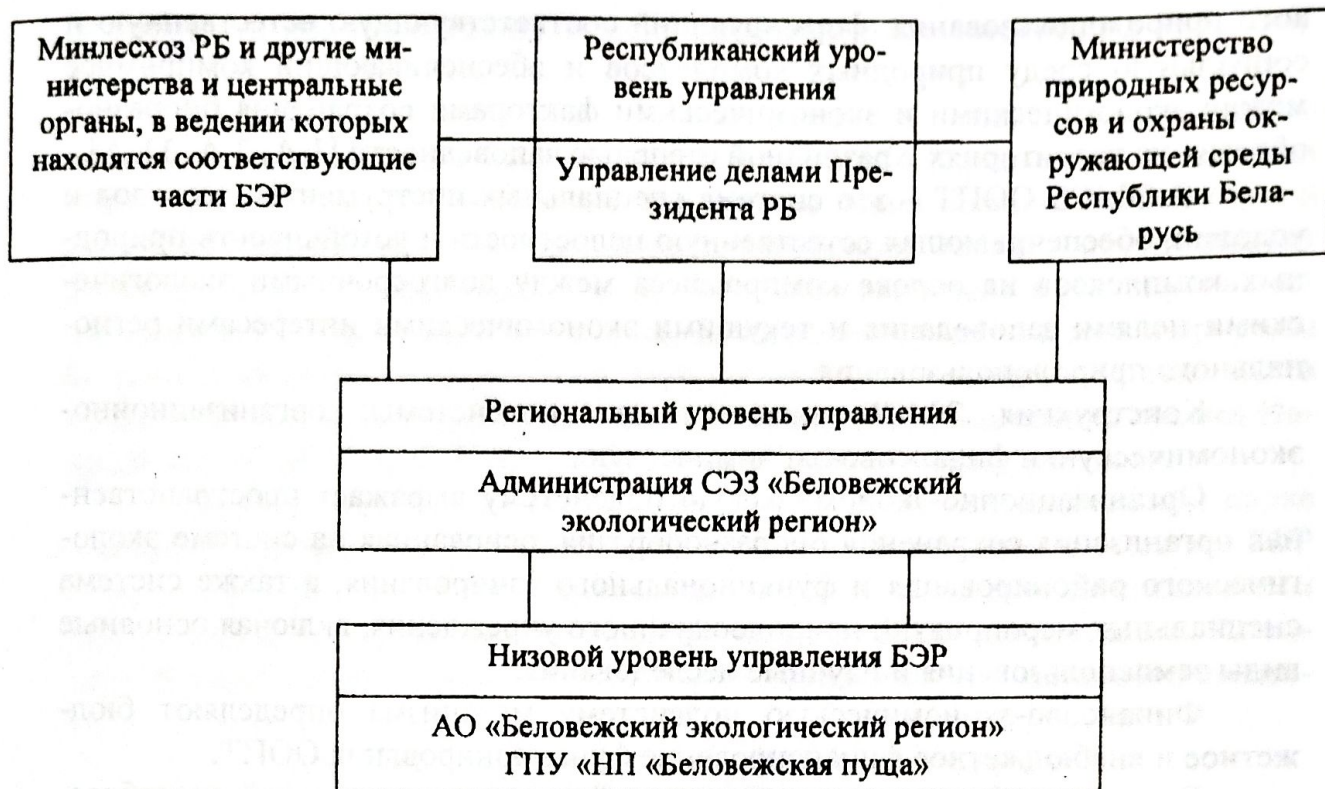 Минлесхоз РБ и другие ми-
нистерства и центральные
органы, в ведении которых
находятся соответствующие
части БЭР
Республиканский уро-
вень управления
Управление делами Пре-
зидента РБ
Министерство
природных ресур-
сов и охраны ок-
ружающей среды
Республики Бела-
русь
Региональный уровень управления
Администрация СЭЗ «Беловежский
экологический регион»
Низовой уровень управления БЭР
АО «Беловежский экологический регион»
ГПУ «НП «Беловежская пуща»